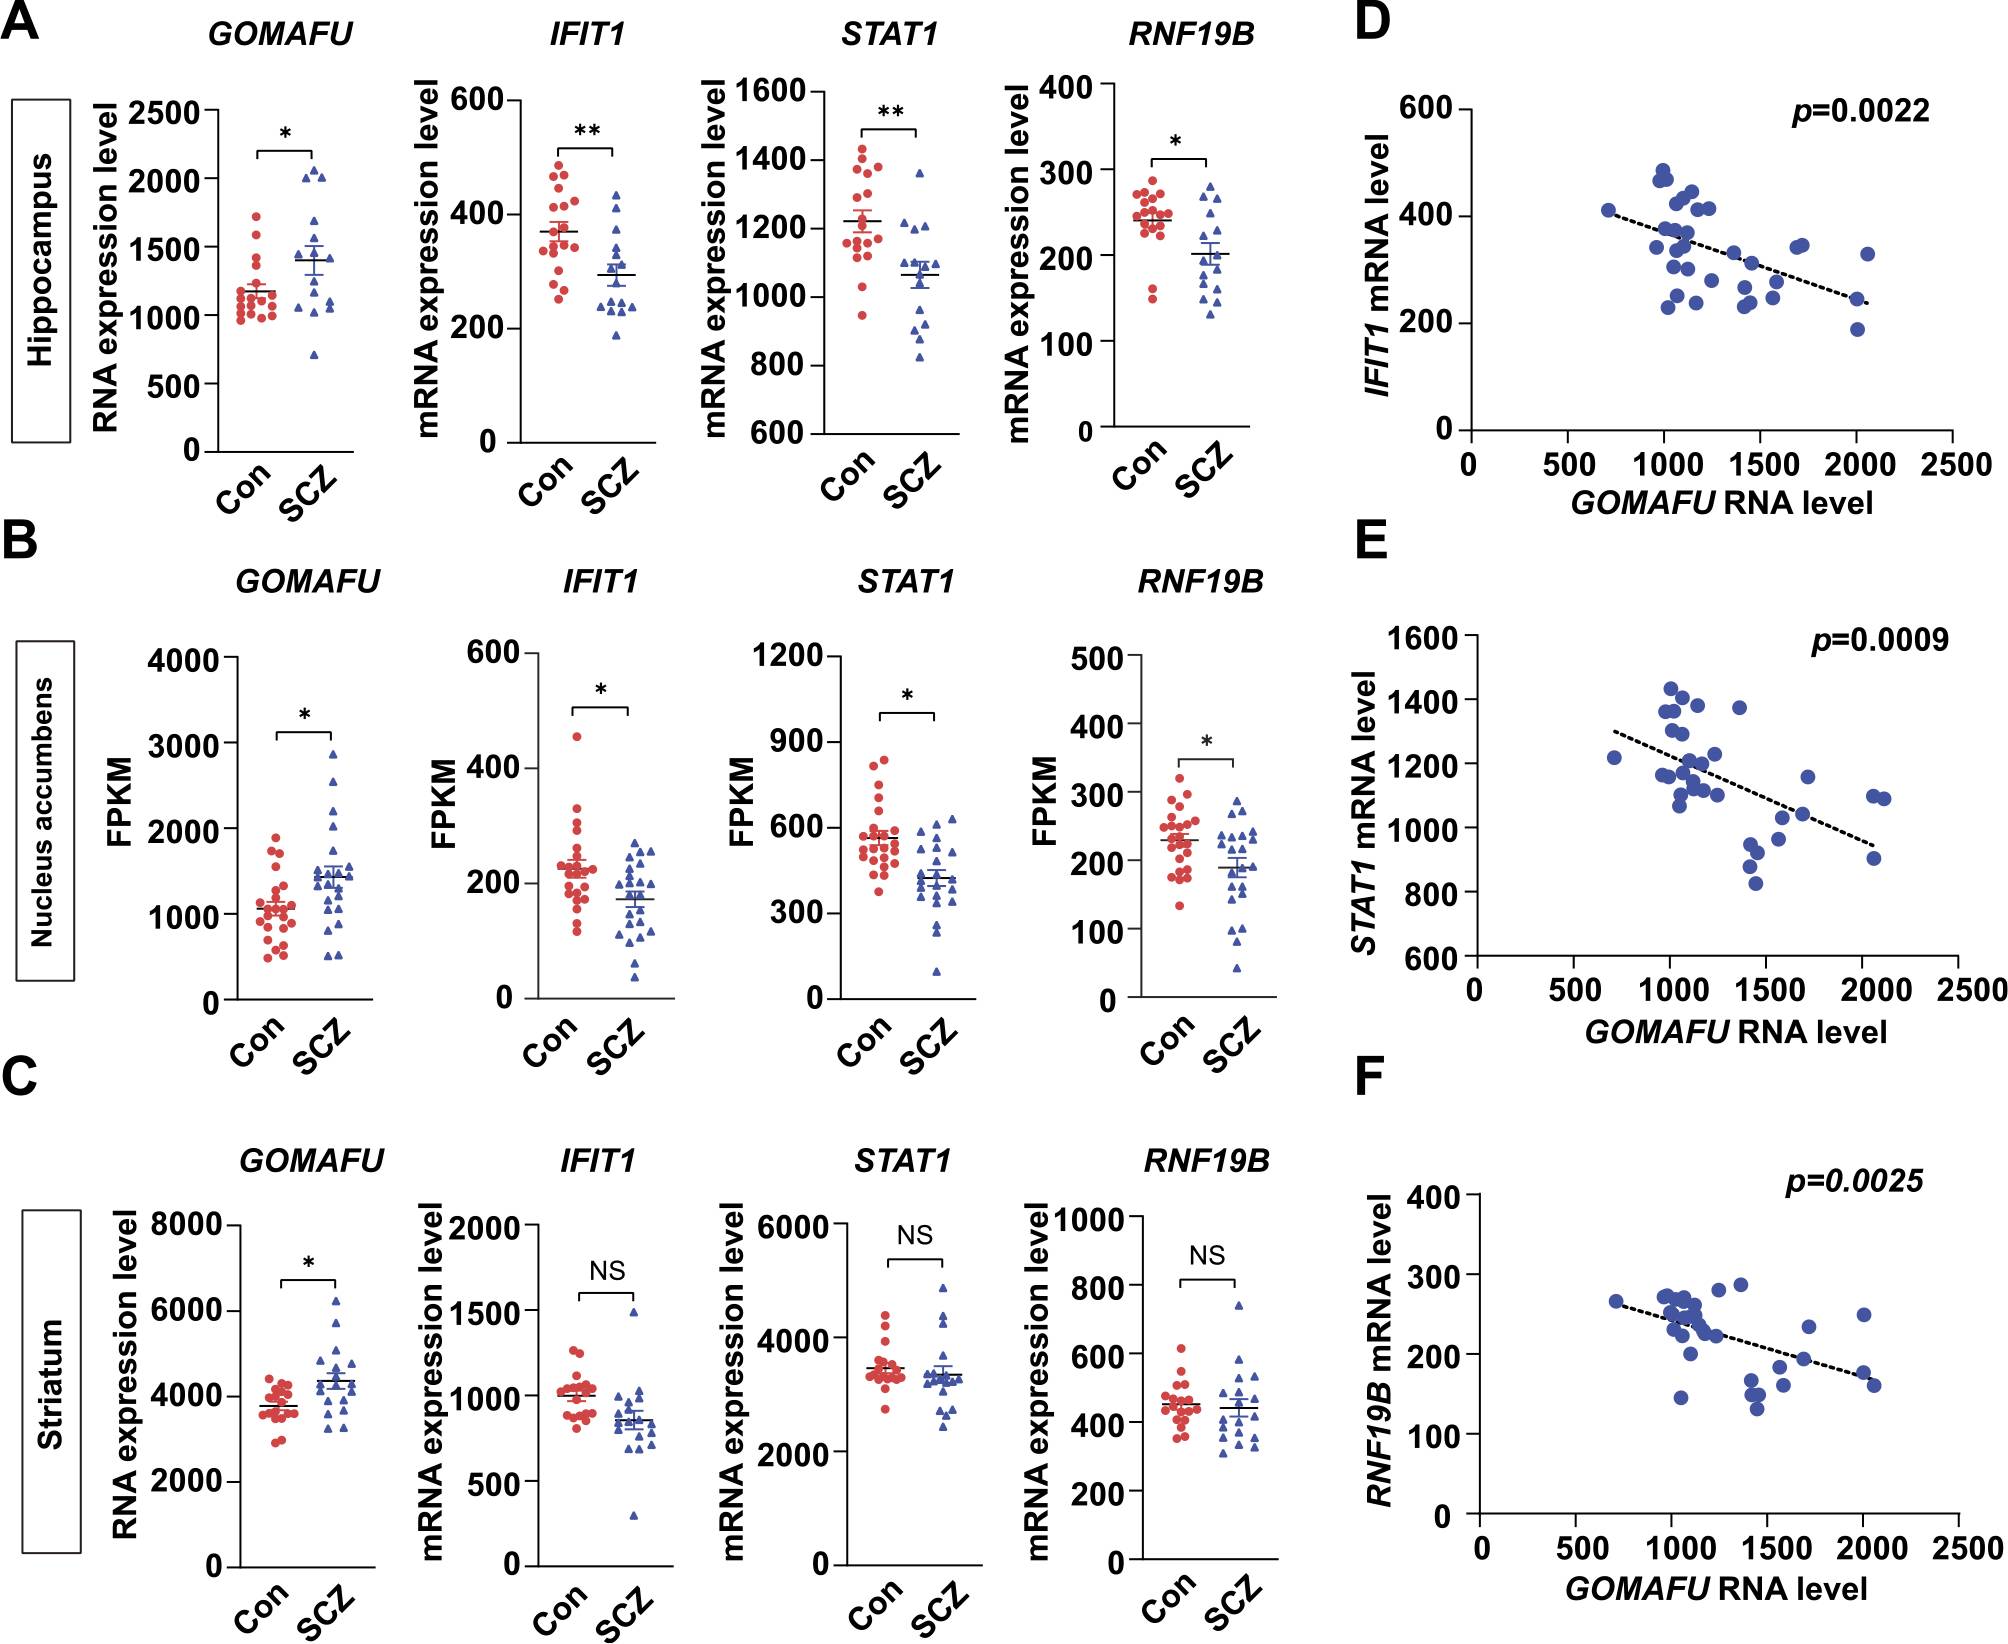 A
GOMAFU
IFIT1
STAT1
RNF19B
Hippocampus
RNA expression level
2500
2000
1500
1000
500
0
*
Con
SCZ
mRNA expression level
600
400
200
0
**
Con
SCZ
mRNA expression level
1600
1400
1200
1000
800
600
**
Con
SCZ
mRNA expression level
400
300
200
100
0
*
Con
SCZ
D
p=0.0022
IFIT1 mRNA level
600
400
200
0
0 500 1000 1500 2000 2500
GOMAFU RNA level
B
GOMAFU
IFIT1
STAT1
RNF19B
Nucleus accumbens
FPKM
4000
3000
2000
1000
0
*
Con
SCZ
FPKM
600
400
200
0
*
Con
SCZ
FPKM
1200
900
600
300
0
*
Con
SCZ
FPKM
500
400
300
200
100
0
*
Con
SCZ
E
p=0.0009
STAT1 mRNA level
1600
1400
1200
1000
800
600
0 500 1000 1500 2000 2500
GOMAFU RNA level
C
GOMAFU
IFIT1
STAT1
RNF19B
Striatum
RNA expression level
8000
6000
4000
2000
0
*
Con
SCZ
mRNA expression level
2000
1500
1000
500
0
NS
Con
SCZ
mRNA expression level
6000
4000
2000
0
NS
Con
SCZ
mRNA expression level
1000
800
600
400
200
0
NS
Con
SCZ
F
p=0.0025
RNF19B mRNA level
400
300
200
100
0
0 500 1000 1500 2000 2500
GOMAFU RNA level